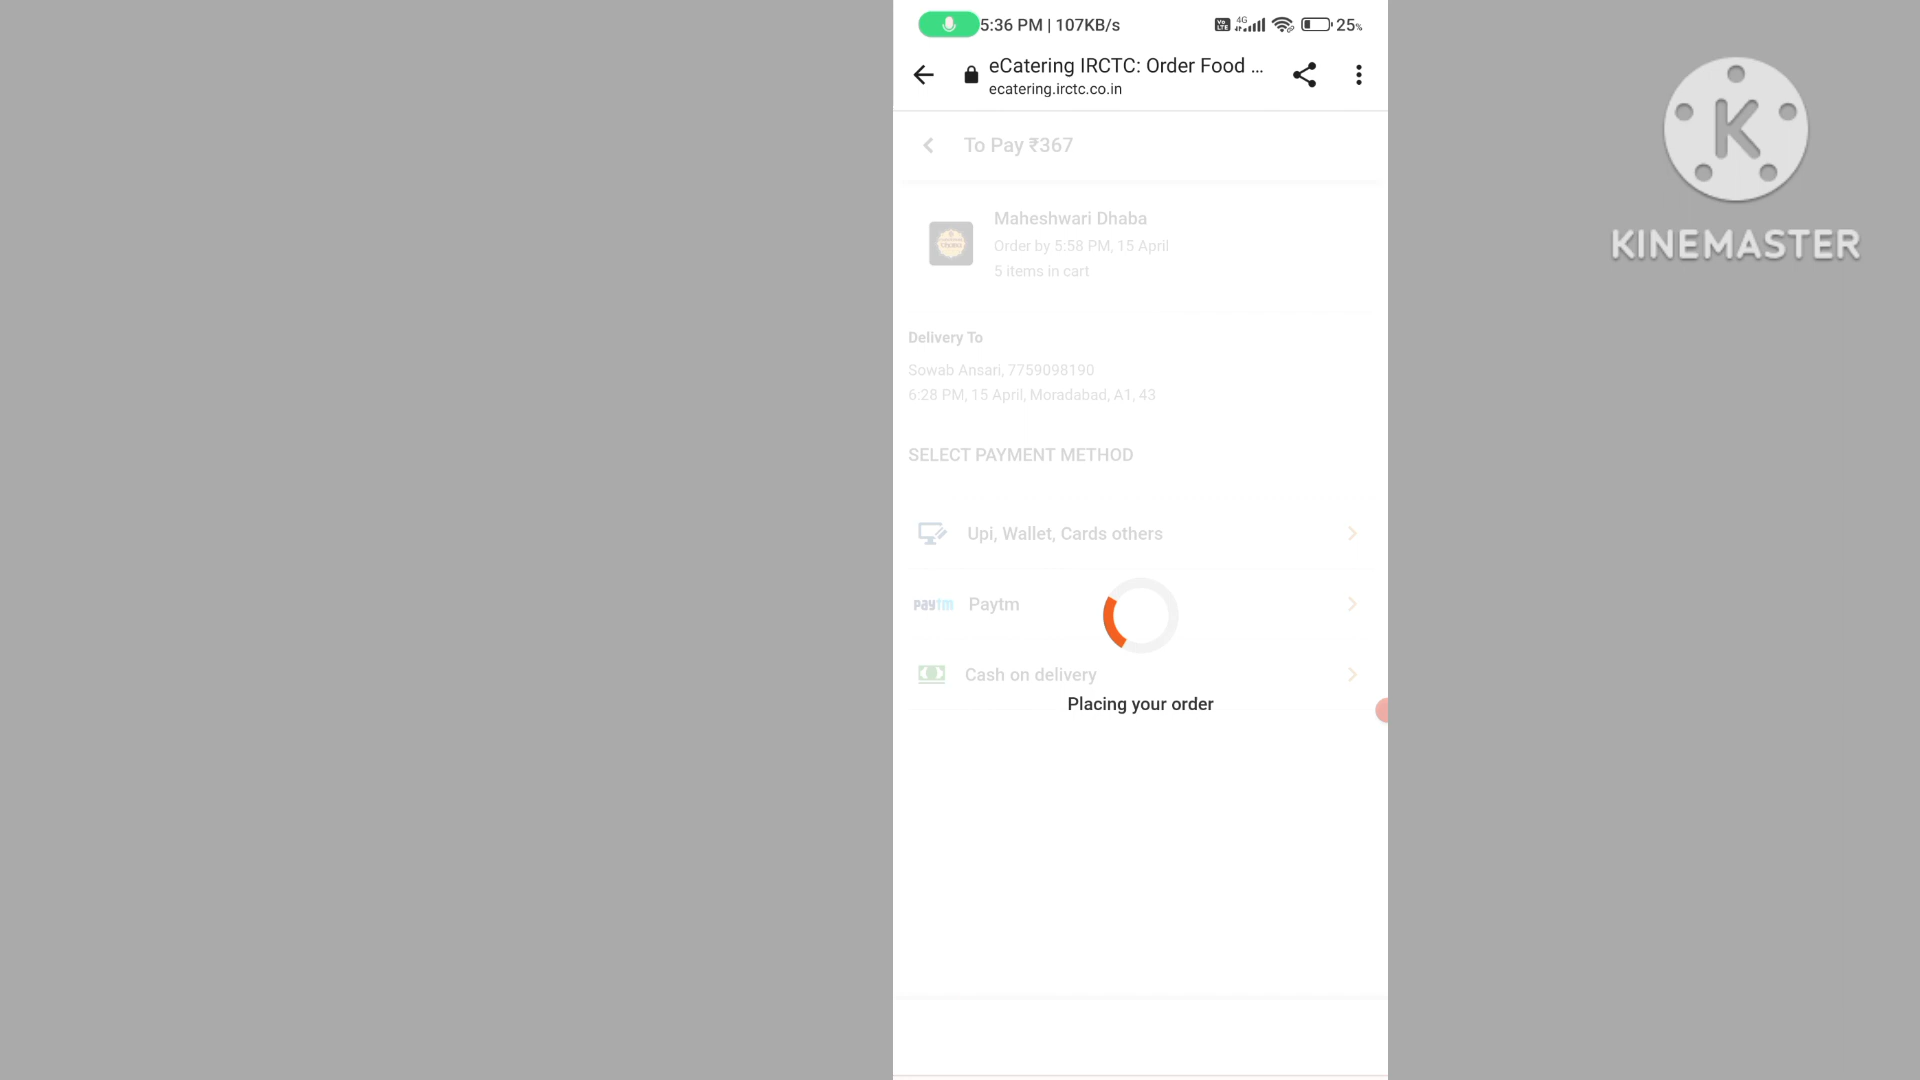 5:36 PM | 107KB/s
Vo LTE 4G 25%
eCatering IRCTC: Order Food ...
ecatering.irctc.co.in
To Pay ₹367
Maheshwari Dhaba
Order by 5:58 PM, 15 April
5 items in cart
Delivery To
Sowab Ansari, 7759098190
6:28 PM, 15 April, Moradabad, A1, 43
SELECT PAYMENT METHOD
Upi, Wallet, Cards others
paytm Paytm
Cash on delivery
Placing your order
K
KINEMASTER